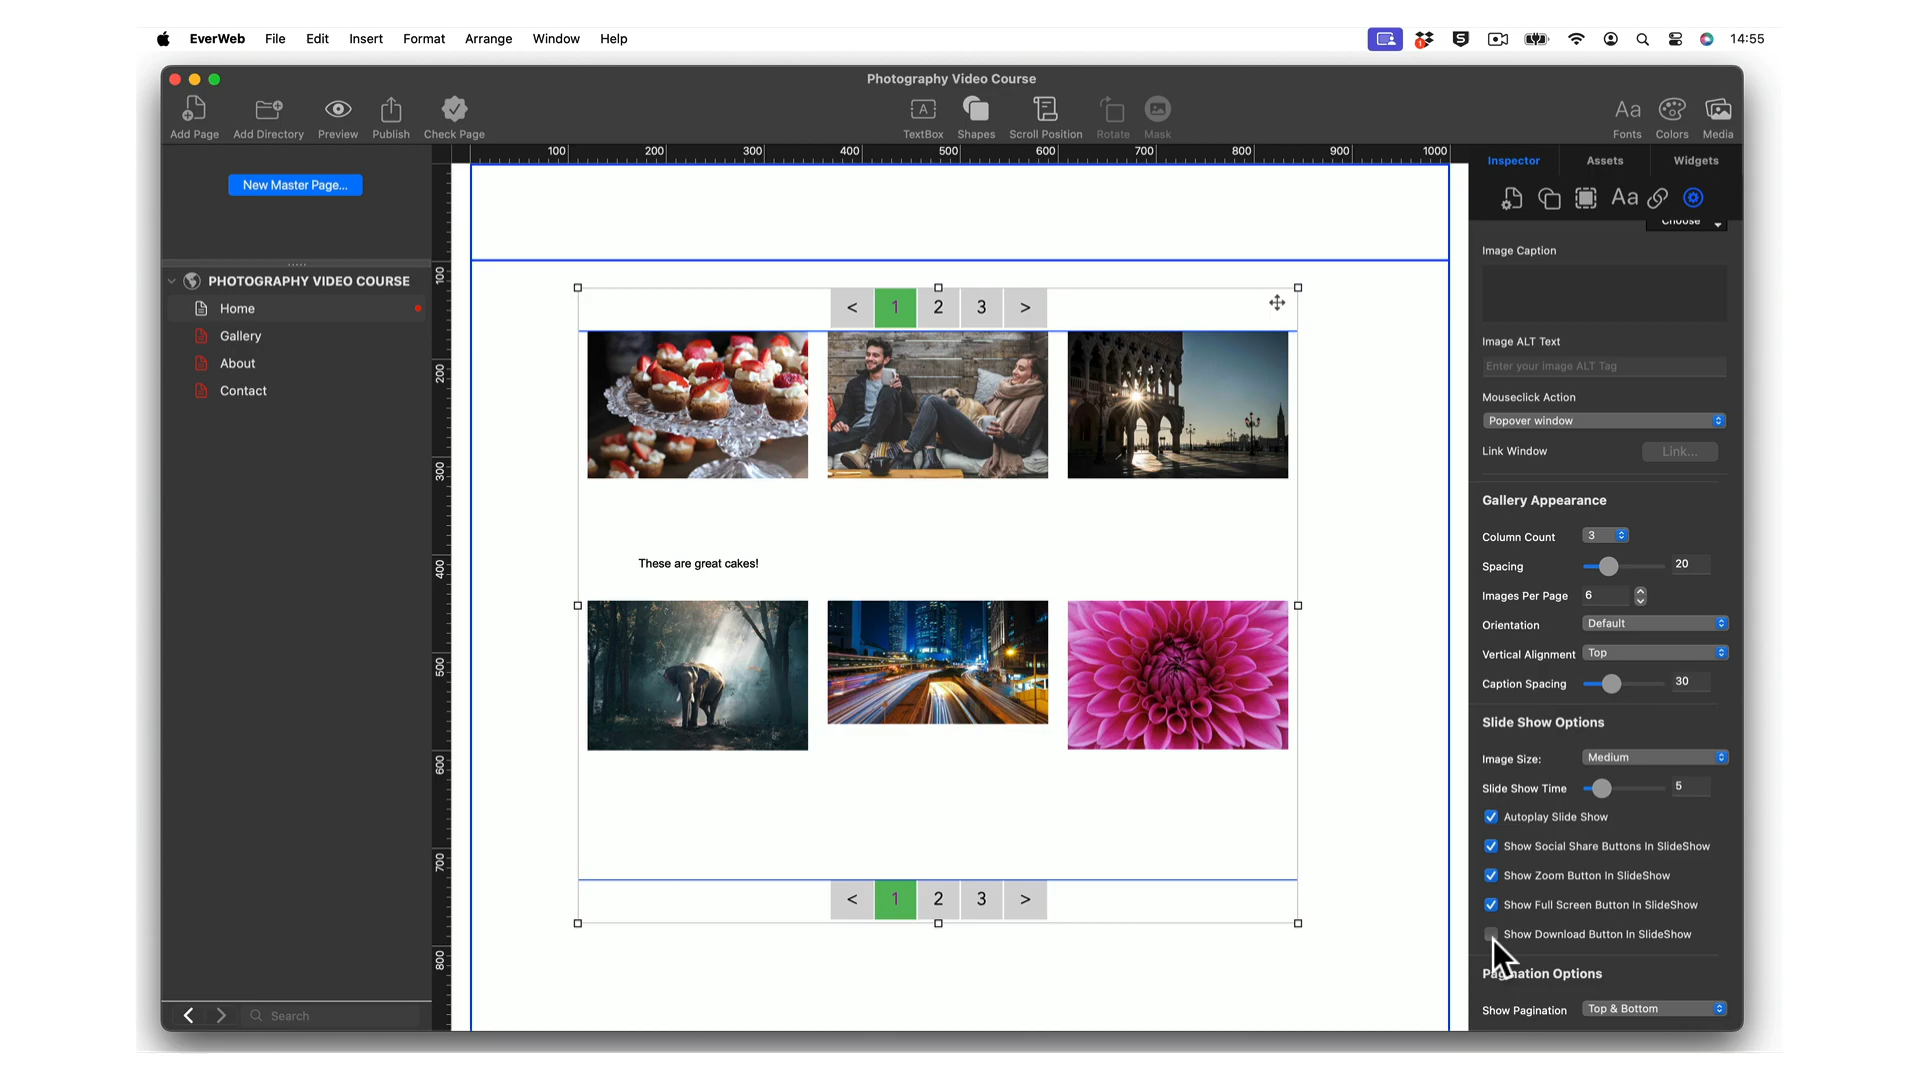 EverWeb File Edit Insert Format Arrange Window Help 14:55
Photography Video Course
Add Page Add Directory Preview Publish Check Page TextBox Shapes Scroll Position Rotate Mask Fonts Colors Media
100 200 300 400 500 600 700 800 900 1000
Inspector Assets Widgets
New Master Page...
Choose
Image Caption
PHOTOGRAPHY VIDEO COURSE
Home
Gallery
About
Contact
100
200
300
400
500
600
700
800
< 1 2 3 >
These are great cakes!
< 1 2 3 >
Image ALT Text
Enter your image ALT Tag
Mouseclick Action
Popover window
Link Window Link...
Gallery Appearance
Column Count 3
Spacing 20
Images Per Page 6
Orientation Default
Vertical Alignment Top
Caption Spacing 30
Slide Show Options
Image Size: Medium
Slide Show Time 5
Autoplay Slide Show
Show Social Share Buttons In SlideShow
Show Zoom Button In SlideShow
Show Full Screen Button In SlideShow
Show Download Button In SlideShow
Pagination Options
Show Pagination Top & Bottom
Search